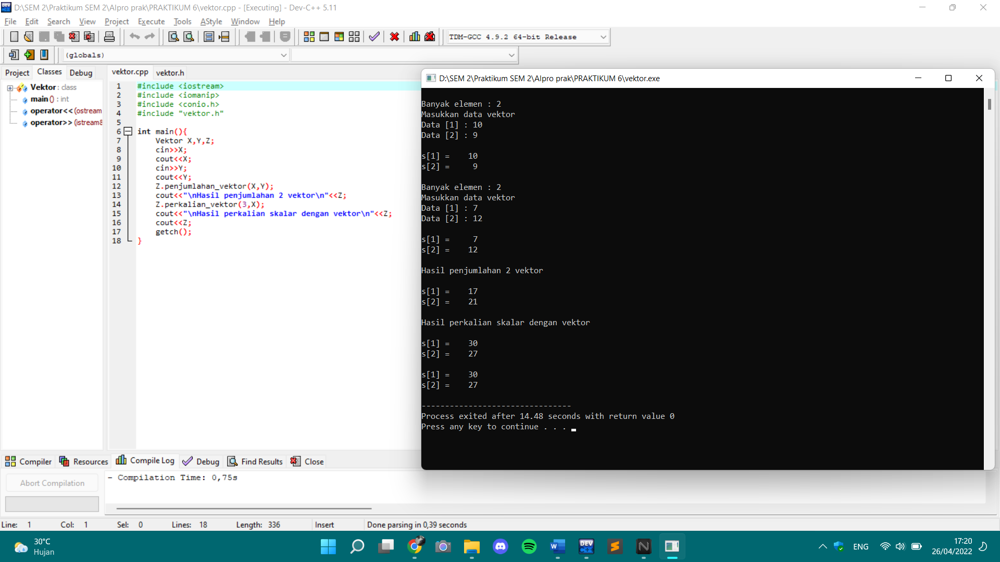 D:\SEM 2\Praktikum SEM 2\Alpro prak\PRAKTIKUM 6\vektor.cpp - [Executing] - Dev-C++ 5.11
File Edit Search View Project Execute Tools AStyle Window Help
TDM-GCC 4.9.2 64-bit Release
(globals)
Project Classes Debug
Vektor : class
main () : int
operator<< (ostream
operator>> (istream&
vektor.cpp vektor.h
1 #include <iostream>
2 #include <iomanip>
3 #include <conio.h>
4 #include "vektor.h"
5
6 int main(){
7 Vektor X,Y,Z;
8 cin>>X;
9 cout<<X;
10 cin>>Y;
11 cout<<Y;
12 Z.penjumlahan_vektor(X,Y);
13 cout<<"\nHasil penjumlahan 2 vektor\n"<<Z;
14 Z.perkalian_vektor(3,X);
15 cout<<"\nHasil perkalian skalar dengan vektor\n"<<Z;
16 cout<<Z;
17 getch();
18 }
D:\SEM 2\Praktikum SEM 2\Alpro prak\PRAKTIKUM 6\vektor.exe
Banyak elemen : 2
Masukkan data vektor
Data [1] : 10
Data [2] : 9
s[1] = 10
s[2] = 9
Banyak elemen : 2
Masukkan data vektor
Data [1] : 7
Data [2] : 12
s[1] = 7
s[2] = 12
Hasil penjumlahan 2 vektor
s[1] = 17
s[2] = 21
Hasil perkalian skalar dengan vektor
s[1] = 30
s[2] = 27
s[1] = 30
s[2] = 27
--------------------------------
Process exited after 14.48 seconds with return value 0
Press any key to continue . . .
Compiler Resources Compile Log Debug Find Results Close
Abort Compilation
- Compilation Time: 0,75s
Line: 1 Col: 1 Sel: 0 Lines: 18 Length: 336 Insert Done parsing in 0,39 seconds
30°C
Hujan
DEV
ENG
17:20
26/04/2022